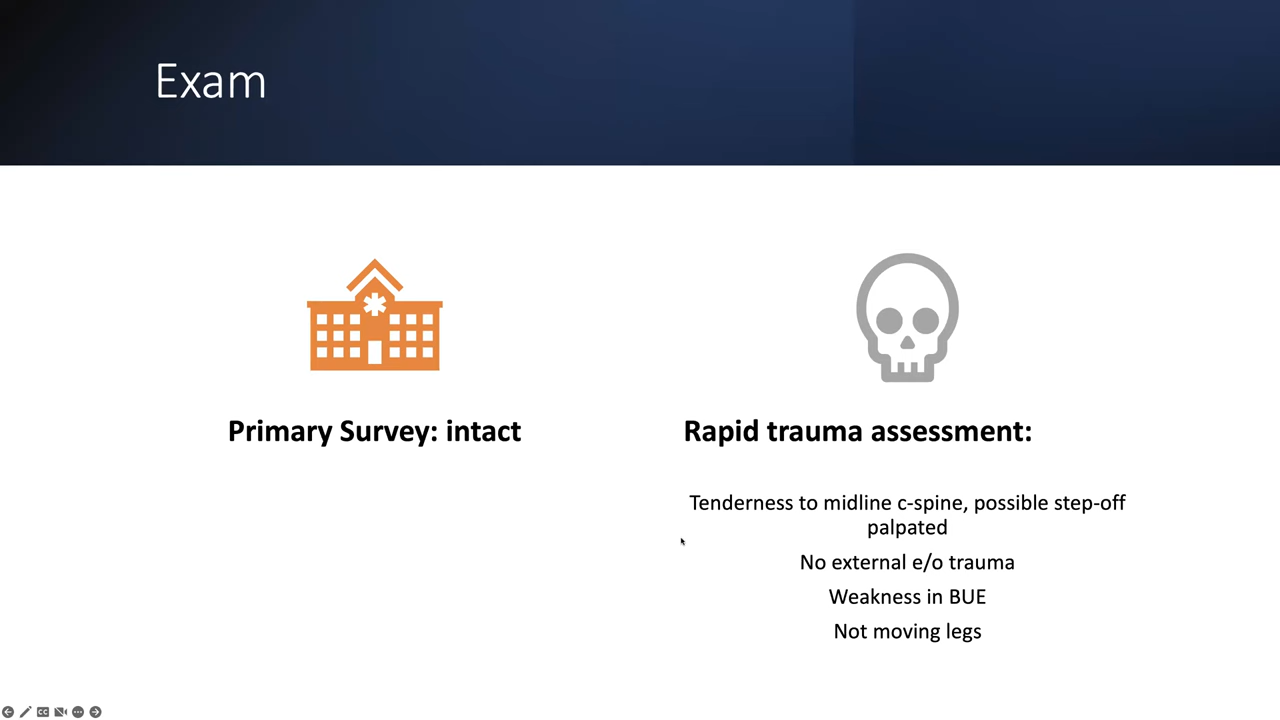 Exam
Primary Survey: intact
Rapid trauma assessment:
Tenderness to midline c-spine, possible step-off
palpated
No external e/o trauma
Weakness in BUE
Not moving legs
CC